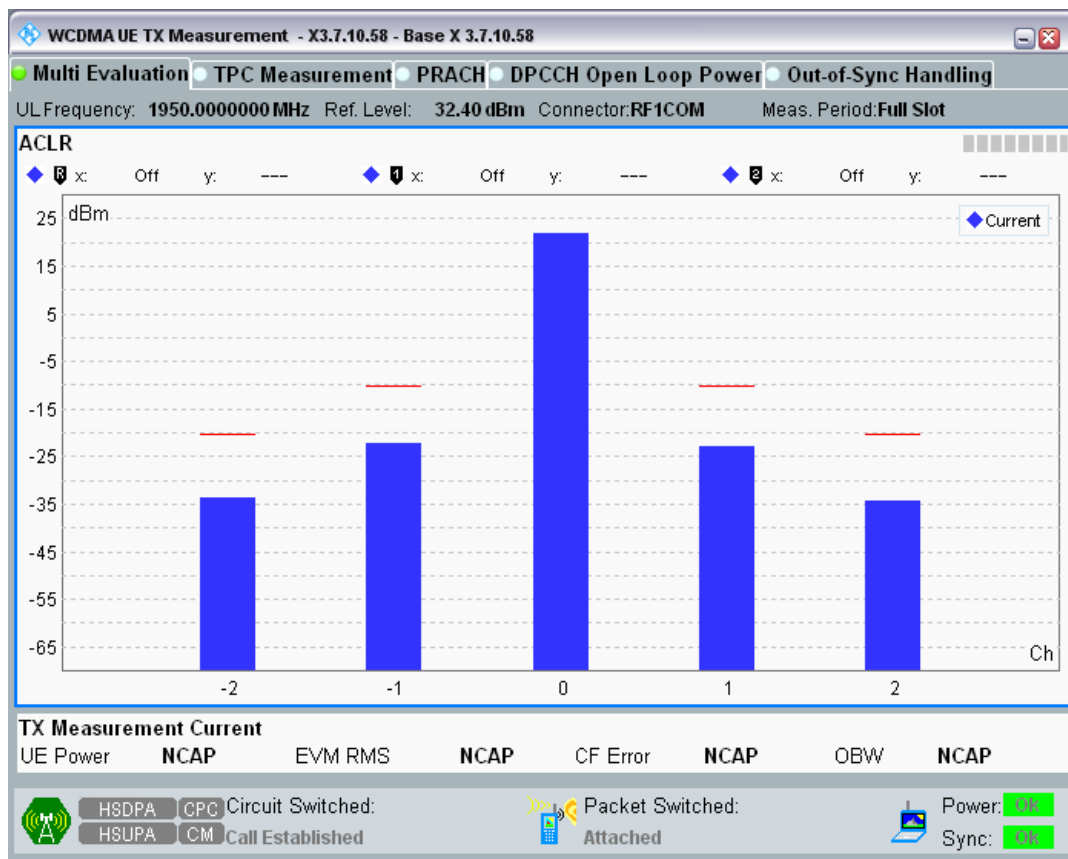 WCDMA UE TX Measurement - X3.7.10.58 - Base X 3.7.10.58
Multi Evaluation TPC Measurement PRACH DPCCH Open Loop Power Out-of-Sync Handling
UL Frequency: 1950.0000000 MHz Ref. Level: 32.40 dBm Connector:RF1COM Meas. Period:Full Slot
ACLR
R x: Off y: --- 1 x: Off y: --- 2 x: Off y: ---
dBm
Current
25
15
5
-5
-15
-25
-35
-45
-55
-65
Ch
-2 -1 0 1 2
TX Measurement Current
UE Power NCAP EVM RMS NCAP CF Error NCAP OBW NCAP
HSDPA CPC Circuit Switched: Packet Switched: Power: Ok
HSUPA CM Call Established Attached Sync: Ok